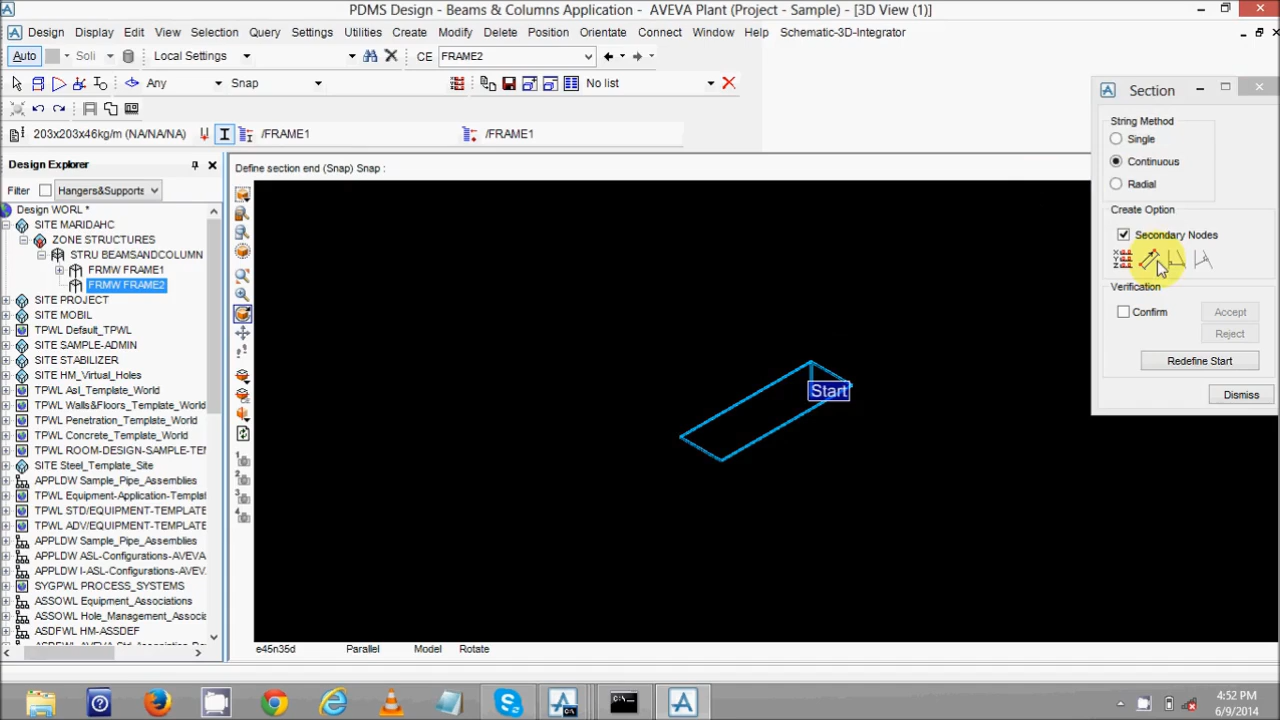 PDMS Design - Beams & Columns Application - AVEVA Plant (Project - Sample) - [3D View (1)]
Design Display Edit View Selection Query Settings Utilities Create Modify Delete Position Orientate Connect Window Help Schematic-3D-Integrator
Auto Soli Local Settings CE FRAME2
Any Snap No list
203x203x46kg/m (NA/NA/NA) /FRAME1 /FRAME1
Design Explorer
Filter Hangers&Supports
Design WORL *
SITE MARIDAHC
ZONE STRUCTURES
STRU BEAMSANDCOLUMN
FRMW FRAME1
FRMW FRAME2
SITE PROJECT
SITE MOBIL
TPWL Default_TPWL
SITE SAMPLE-ADMIN
SITE STABILIZER
SITE HM_Virtual_Holes
TPWL Asl_Template_World
TPWL Walls&Floors_Template_World
TPWL Penetration_Template_World
TPWL Concrete_Template_World
TPWL ROOM-DESIGN-SAMPLE-TE
SITE Steel_Template_Site
APPLDW Sample_Pipe_Assemblies
TPWL Equipment-Application-Templat
TPWL STD/EQUIPMENT-TEMPLATE
TPWL ADV/EQUIPMENT-TEMPLATE
APPLDW Sample_Pipe_Assemblies
APPLDW ASL-Configurations-AVEVA
APPLDW I-ASL-Configurations-AVEV
SYGPWL PROCESS_SYSTEMS
ASSOWL Equipment_Associations
ASSOWL Hole_Management_Associa
ASDFWL HM-ASSDEF
Define section end (Snap) Snap :
Start
e45n35d Parallel Model Rotate
Section
String Method
Single
Continuous
Radial
Create Option
Secondary Nodes
Verification
Confirm Accept
Reject
Redefine Start
Dismiss
4:52 PM
6/9/2014